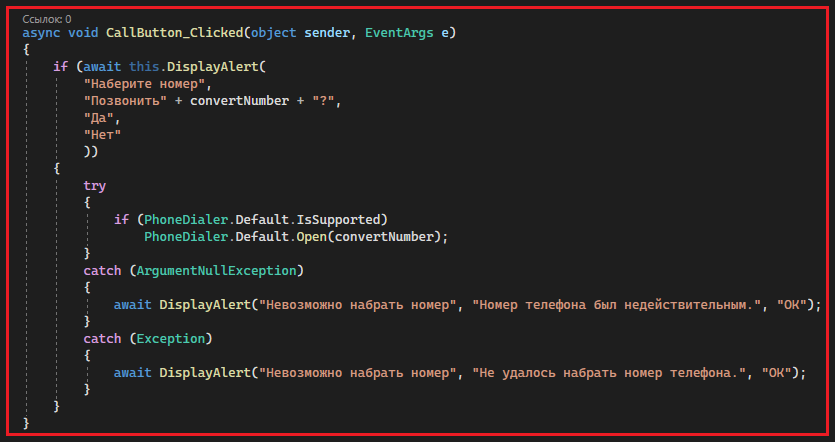 Ссылок: 0
async void CallButton_Clicked(object sender, EventArgs e)
{
if (await this.DisplayAlert(
"Наберите номер",
"Позвонить" + convertNumber + "?",
"Да",
"Нет"
))
{
try
{
if (PhoneDialer.Default.IsSupported)
PhoneDialer.Default.Open(convertNumber);
}
catch (ArgumentNullException)
{
await DisplayAlert("Невозможно набрать номер", "Номер телефона был недействительным.", "ОК");
}
catch (Exception)
{
await DisplayAlert("Невозможно набрать номер", "Не удалось набрать номер телефона.", "ОК");
}
}
}